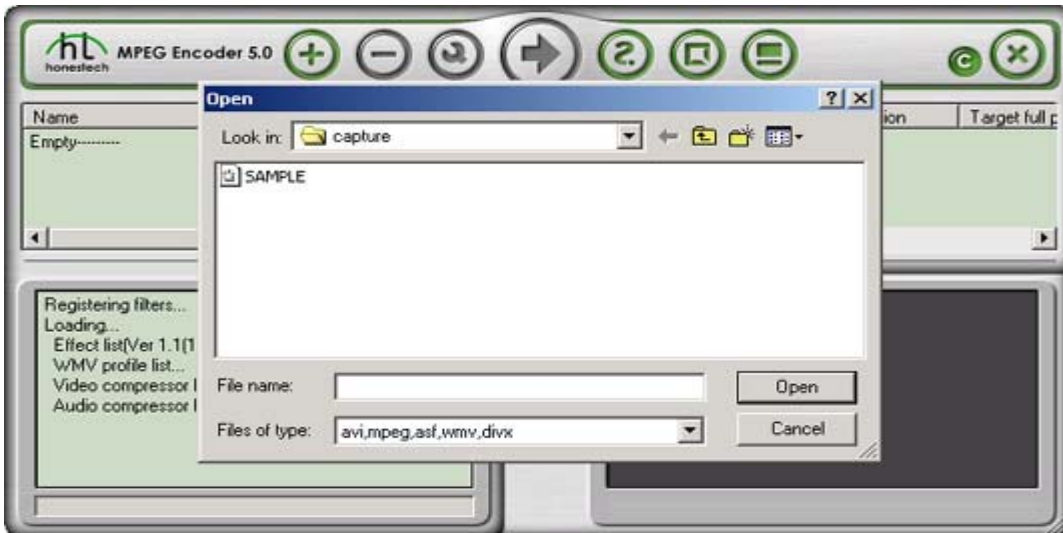 hL
honestech
MPEG Encoder 5.0
Open
Name
ion
Target full p
Look in:
capture
Empty---------
SAMPLE
Registering filters...
Loading...
Effect list(Ver 1.1(1
WMV profile list...
Video compressor l
Audio compressor l
File name:
Open
Files of type:
avi,mpeg,asf,wmv,divx
Cancel